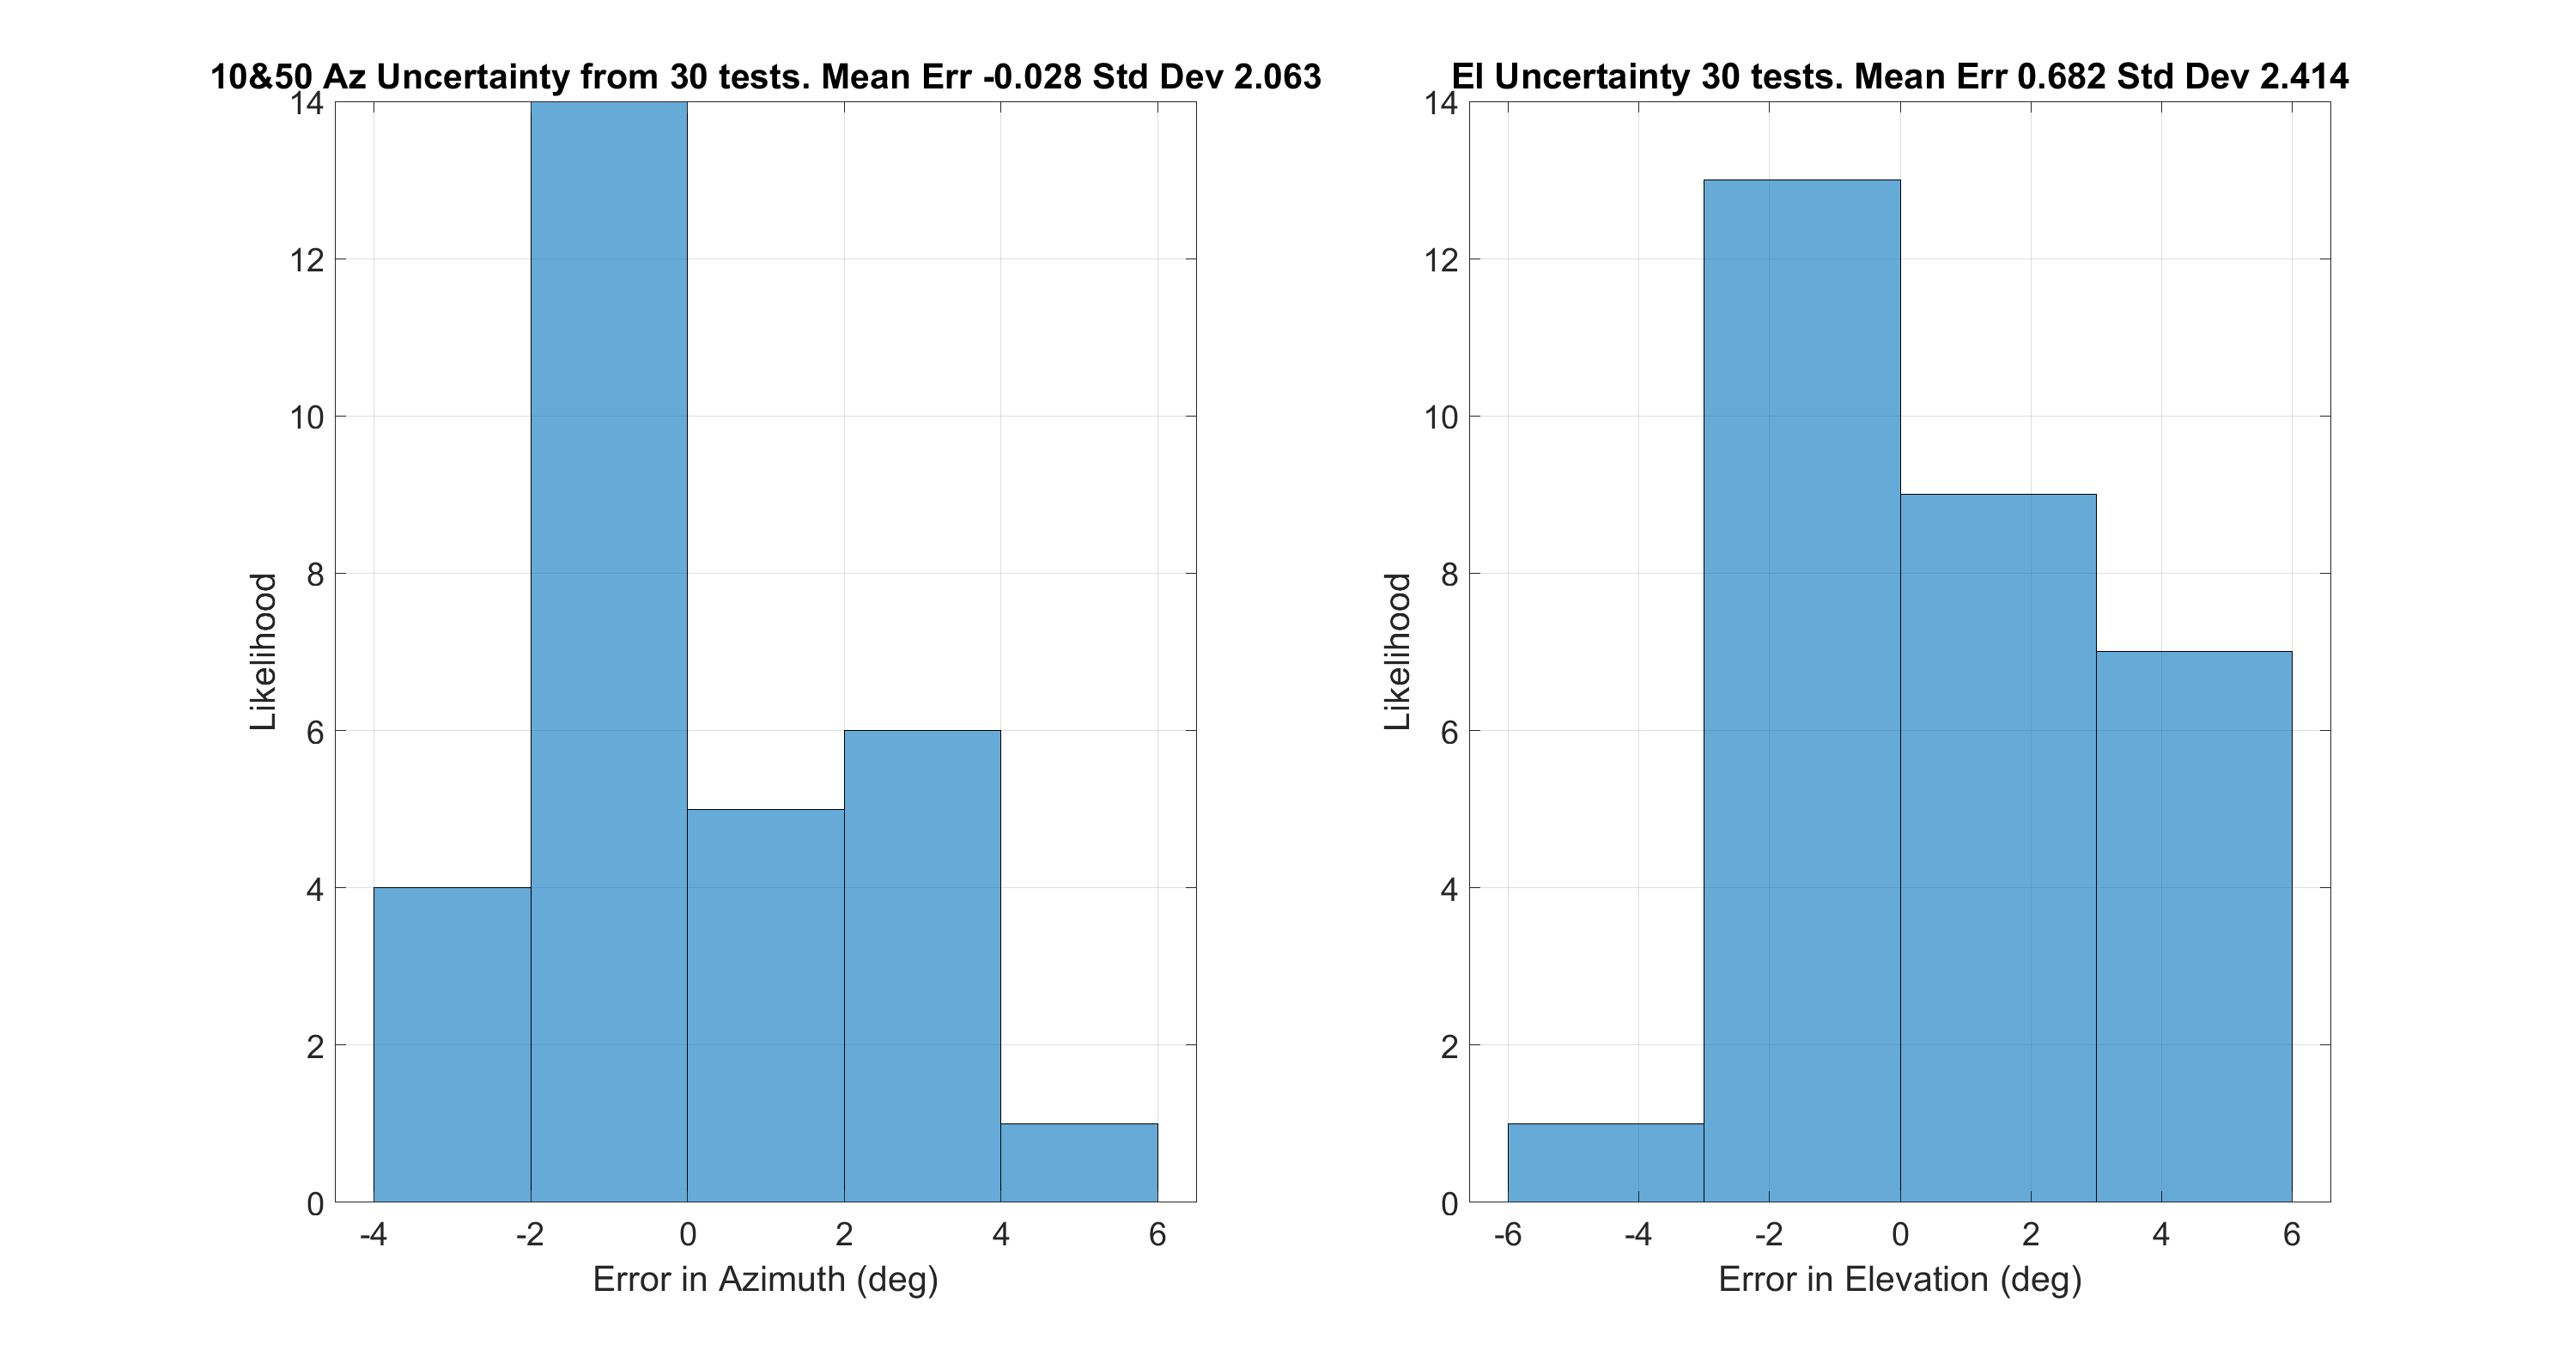 10&50 Az Uncertainty from 30 tests. Mean Err -0.028 Std Dev 2.063
14
12
10
8
6
4
2
0
Likelihood
-4 -2 0 2 4 6
Error in Azimuth (deg)
El Uncertainty 30 tests. Mean Err 0.682 Std Dev 2.414
14
12
10
8
6
4
2
0
Likelihood
-6 -4 -2 0 2 4 6
Error in Elevation (deg)